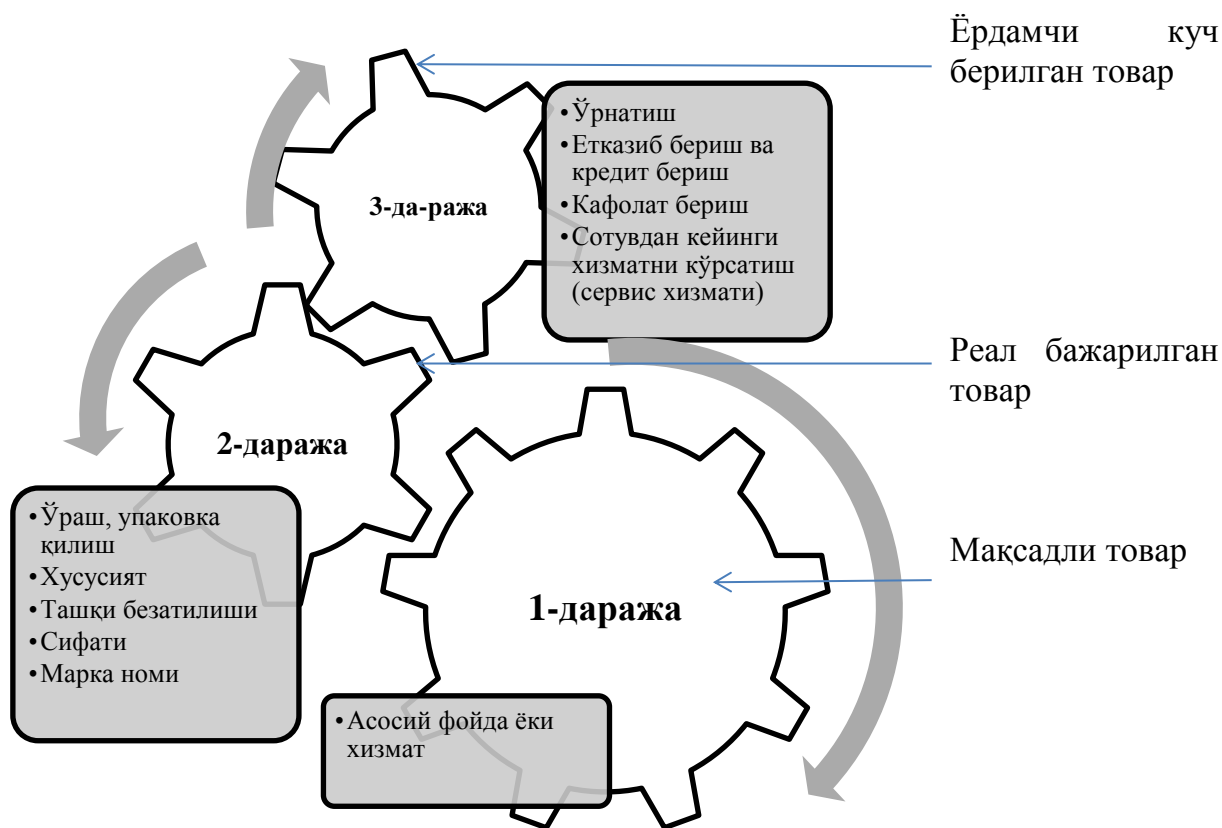 Ёрдамчи куч
берилган товар
•Ўрнатиш
•Етказиб бериш ва
кредит бериш
•Кафолат бериш
•Сотувдан кейинги
хизматни кўрсатиш
(сервис хизмати)
3-да-ража
Реал бажарилган
товар
2-даража
•Ўраш, упаковка
қилиш
•Хусусият
•Ташқи безатилиши
•Сифати
•Марка номи
Мақсадли товар
1-даража
•Асосий фойда ёки
хизмат